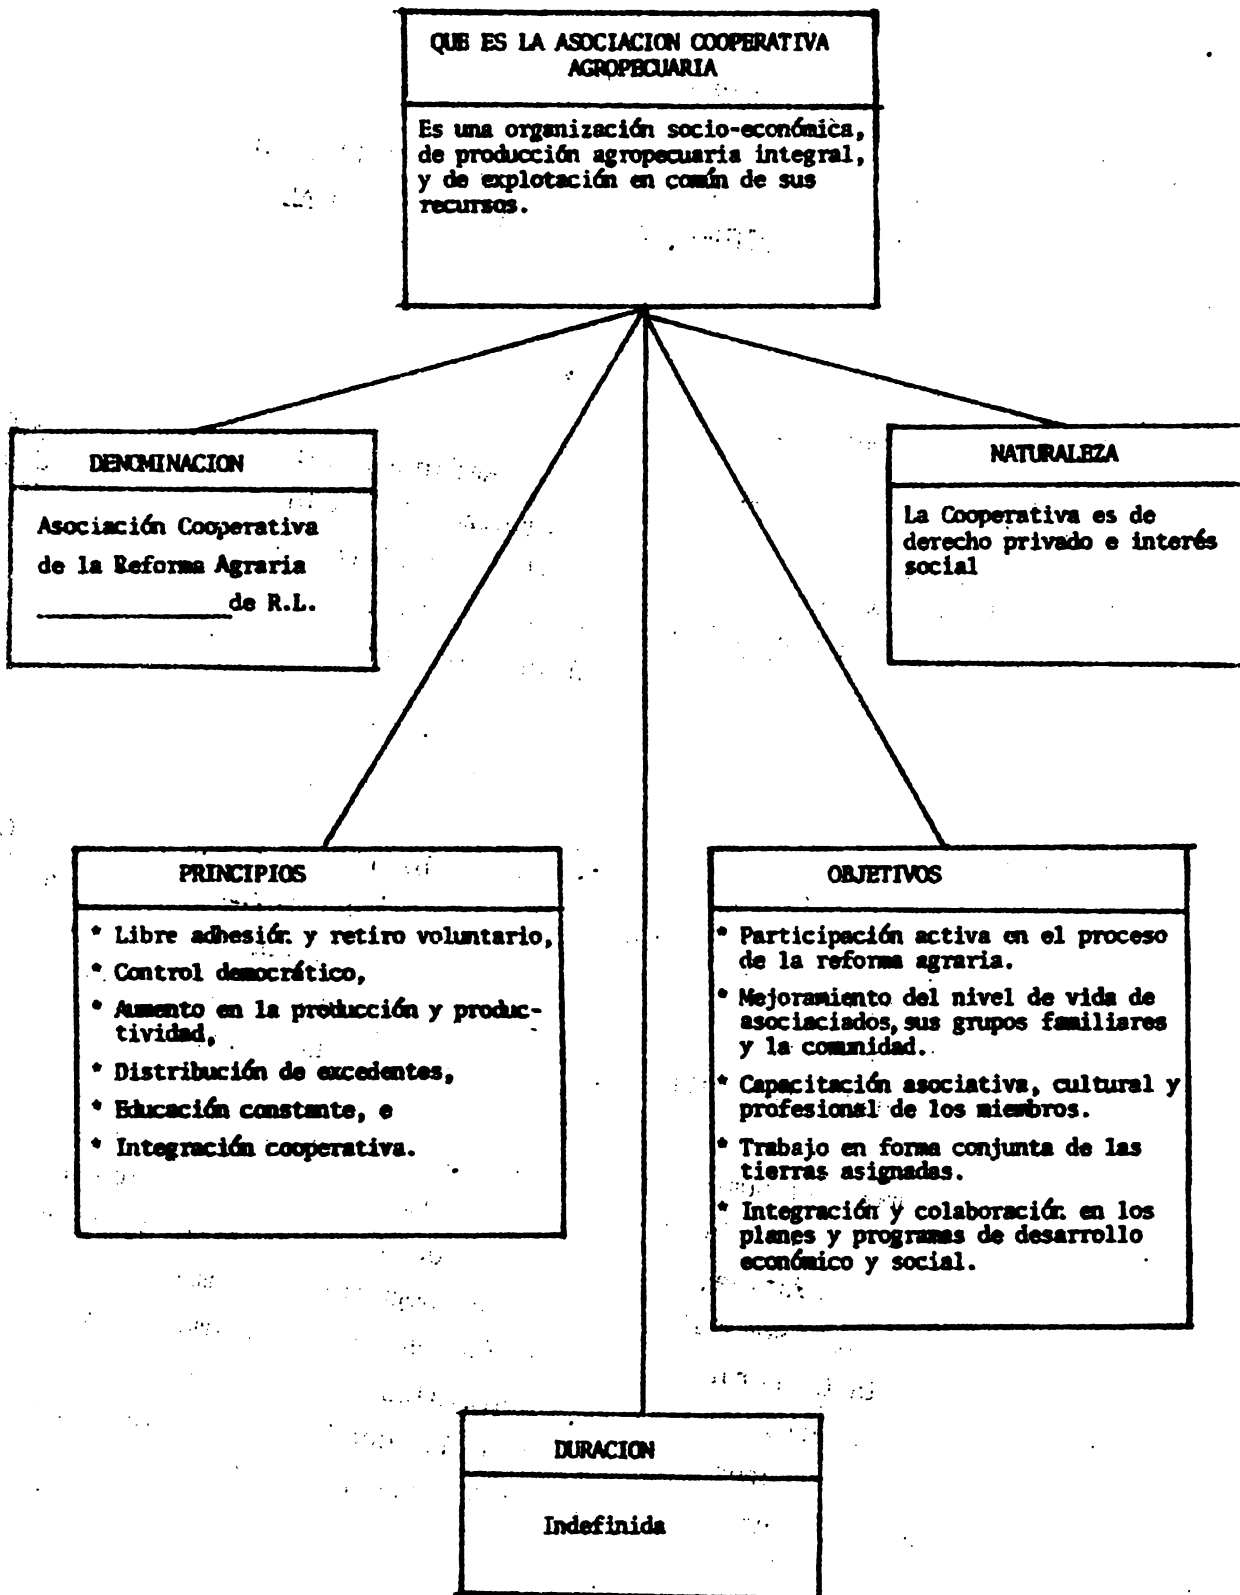 QUE ES LA ASOCIACION COOPERATIVA
AGROPECUARIA
Es una organización socio-económica,
de producción agropecuaria integral,
y de explotación en común de sus
recursos.
DENOMINACION
Asociación Cooperativa
de la Reforma Agraria
______________de R.L.
NATURALEZA
La Cooperativa es de
derecho privado e interés
social
PRINCIPIOS
* Libre adhesión y retiro voluntario,
* Control democrático,
* Aumento en la producción y produc-
tividad,
* Distribución de excedentes,
* Educación constante, e
* Integración cooperativa.
OBJETIVOS
* Participación activa en el proceso
de la reforma agraria.
* Mejoramiento del nivel de vida de
asociaciados, sus grupos familiares
y la comunidad.
* Capacitación asociativa, cultural y
profesional de los miembros.
* Trabajo en forma conjunta de las
tierras asignadas.
* Integración y colaboración en los
planes y programas de desarrollo
económico y social.
DURACION
Indefinida